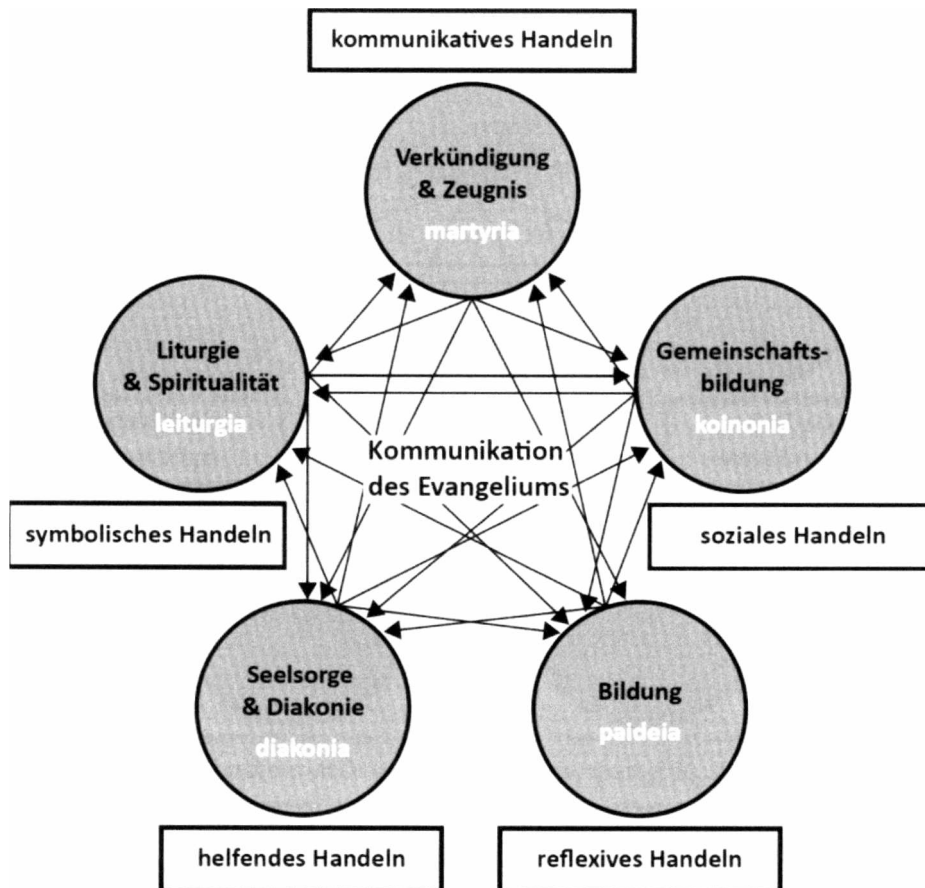 kommunikatives Handeln
Verkündigung
& Zeugnis
martyria
Liturgie
& Spiritualität
leiturgia
Gemeinschafts-
bildung
koinonia
Kommunikation
des Evangeliums
symbolisches Handeln
soziales Handeln
Seelsorge
& Diakonie
diakonia
Bildung
paideia
helfendes Handeln
reflexives Handeln